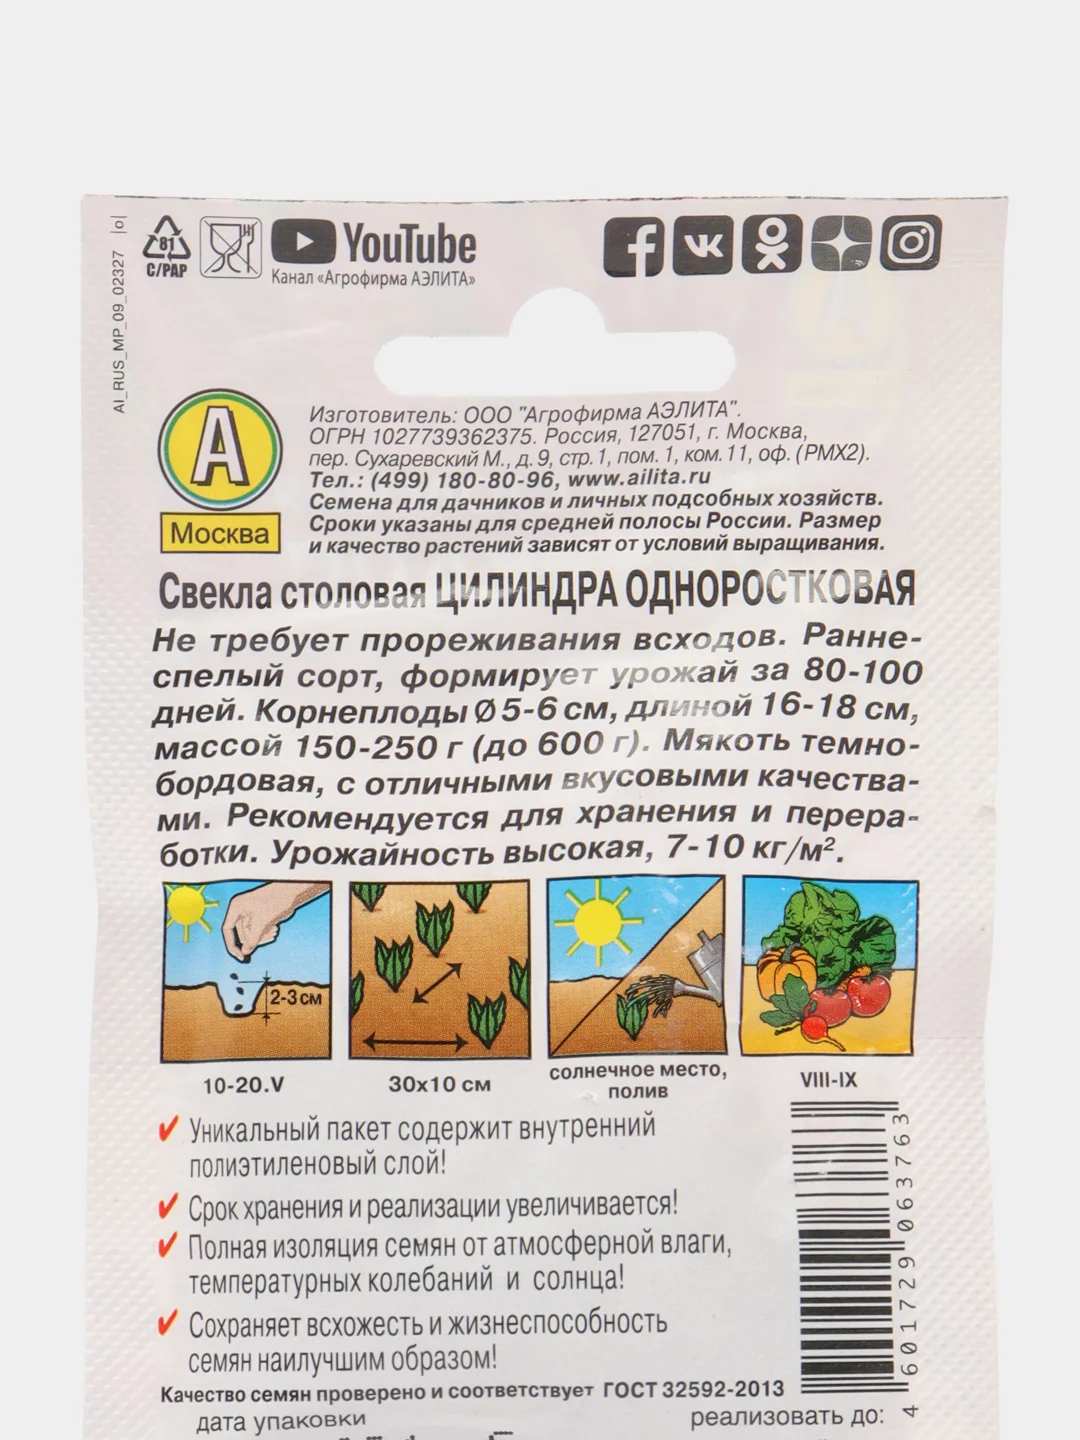 AI_RUS_MP_09_02327 |o|
81
C/PAP
YouTube
Канал «Агрофирма АЭЛИТА»
А
Москва
Изготовитель: ООО "Агрофирма АЭЛИТА".
ОГРН 1027739362375. Россия, 127051, г. Москва,
пер. Сухаревский М., д. 9, стр. 1, пом. 1, ком. 11, оф. (РМХ2).
Тел.: (499) 180-80-96, www.ailita.ru
Семена для дачников и личных подсобных хозяйств.
Сроки указаны для средней полосы России. Размер
и качество растений зависят от условий выращивания.
Свекла столовая ЦИЛИНДРА ОДНОРОСТКОВАЯ
Не требует прореживания всходов. Ранне-
спелый сорт, формирует урожай за 80-100
дней. Корнеплоды Ø 5-6 см, длиной 16-18 см,
массой 150-250 г (до 600 г). Мякоть темно-
бордовая, с отличными вкусовыми качества-
ми. Рекомендуется для хранения и перера-
ботки. Урожайность высокая, 7-10 кг/м².
2-3 см
10-20.V
30x10 см
солнечное место,
полив
VIII-IX
Уникальный пакет содержит внутренний
полиэтиленовый слой!
Срок хранения и реализации увеличивается!
Полная изоляция семян от атмосферной влаги,
температурных колебаний и солнца!
Сохраняет всхожесть и жизнеспособность
семян наилучшим образом!
4 601729 063763
Качество семян проверено и соответствует ГОСТ 32592-2013
дата упаковки
реализовать до: